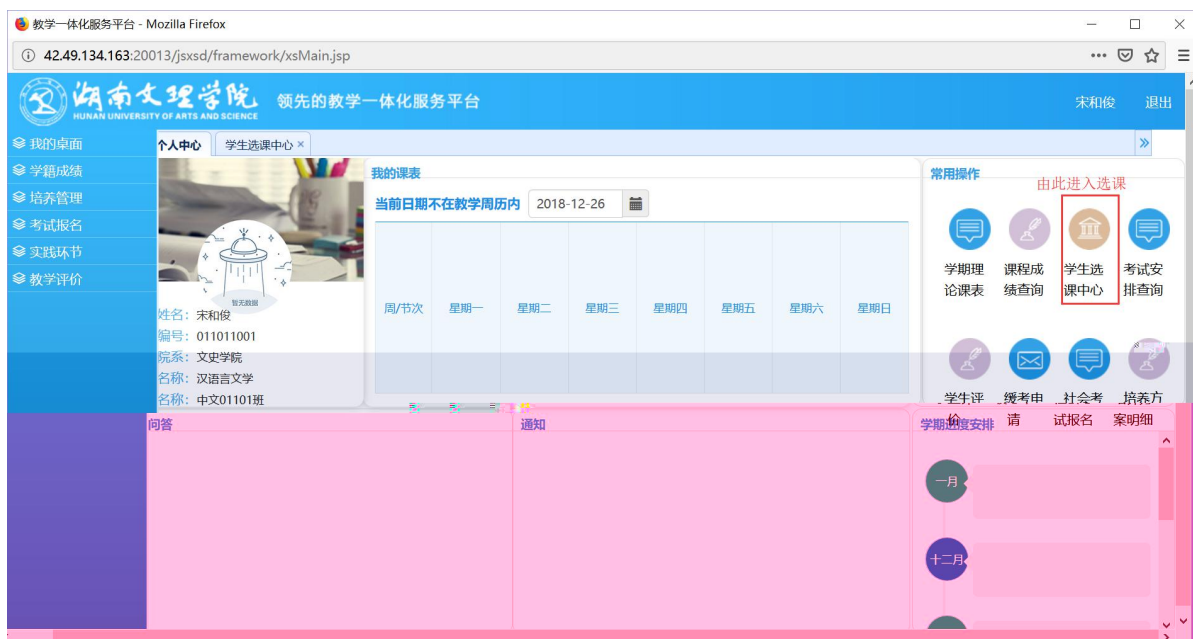 教学一体化服务平台 - Mozilla Firefox
42.49.134.163:20013/jsxsd/framework/xsMain.jsp
湖南文理学院
HUNAN UNIVERSITY OF ARTS AND SCIENCE
领先的教学一体化服务平台
宋和俊 退出
我的桌面
学籍成绩
培养管理
考试报名
实践环节
教学评价
个人中心 学生选课中心 ×
暂无数据
姓名：宋和俊
编号：011011001
院系：文史学院
名称：汉语言文学
名称：中文01101班
我的课表
当前日期不在教学周历内 2018-12-26
周/节次 星期一 星期二 星期三 星期四 星期五 星期六 星期日
常用操作
由此进入选课
学期理论课表
课程成绩查询
学生选课中心
考试安排查询
学生评价
缓考申请
社会考试报名
培养方案明细
问答
通知
学期进度安排
一月
十二月